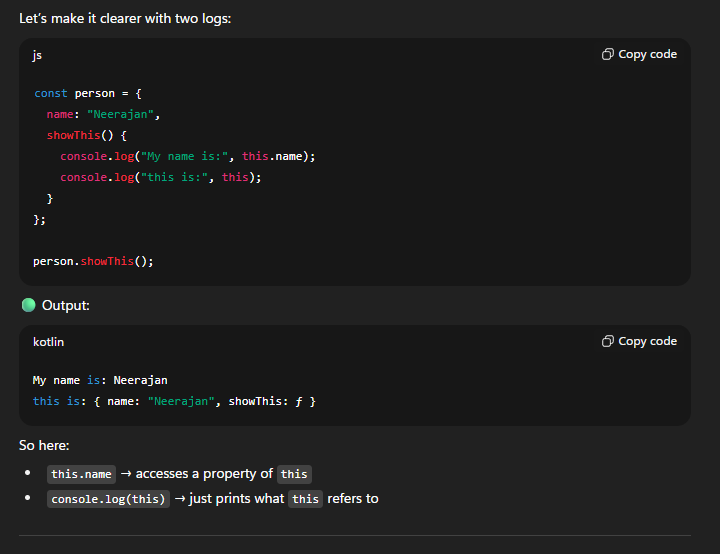 Let's make it clearer with two logs:
js
Copy code
const person = {
  name: "Neerajan",
  showThis() {
    console.log("My name is:", this.name);
    console.log("this is:", this);
  }
};

person.showThis();
Output:
kotlin
Copy code
My name is: Neerajan
this is: { name: "Neerajan", showThis: ƒ }
So here:
• this.name → accesses a property of this
• console.log(this) → just prints what this refers to